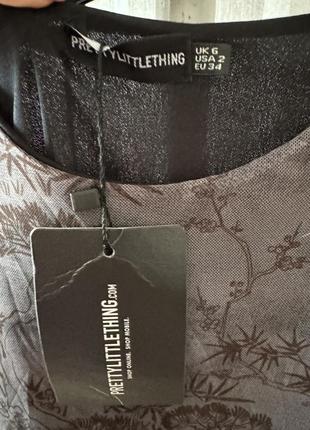 PRETTYLITTLETHING
UK 6
USA 2
EU 34
PRETTYLITTLETHING.COM
SHOP ONLINE. SHOP MOBILE.